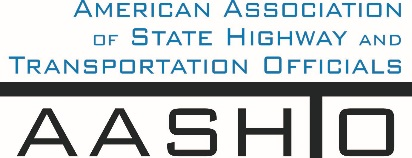 AMERICAN ASSOCIATION
OF STATE HIGHWAY AND
TRANSPORTATION OFFICIALS
AASHTO